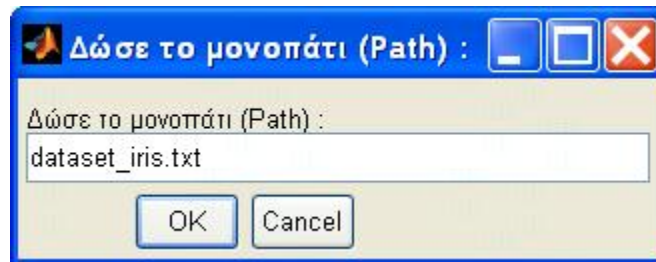 Δώσε το μονοπάτι (Path) :
Δώσε το μονοπάτι (Path) :
dataset_iris.txt
OK Cancel